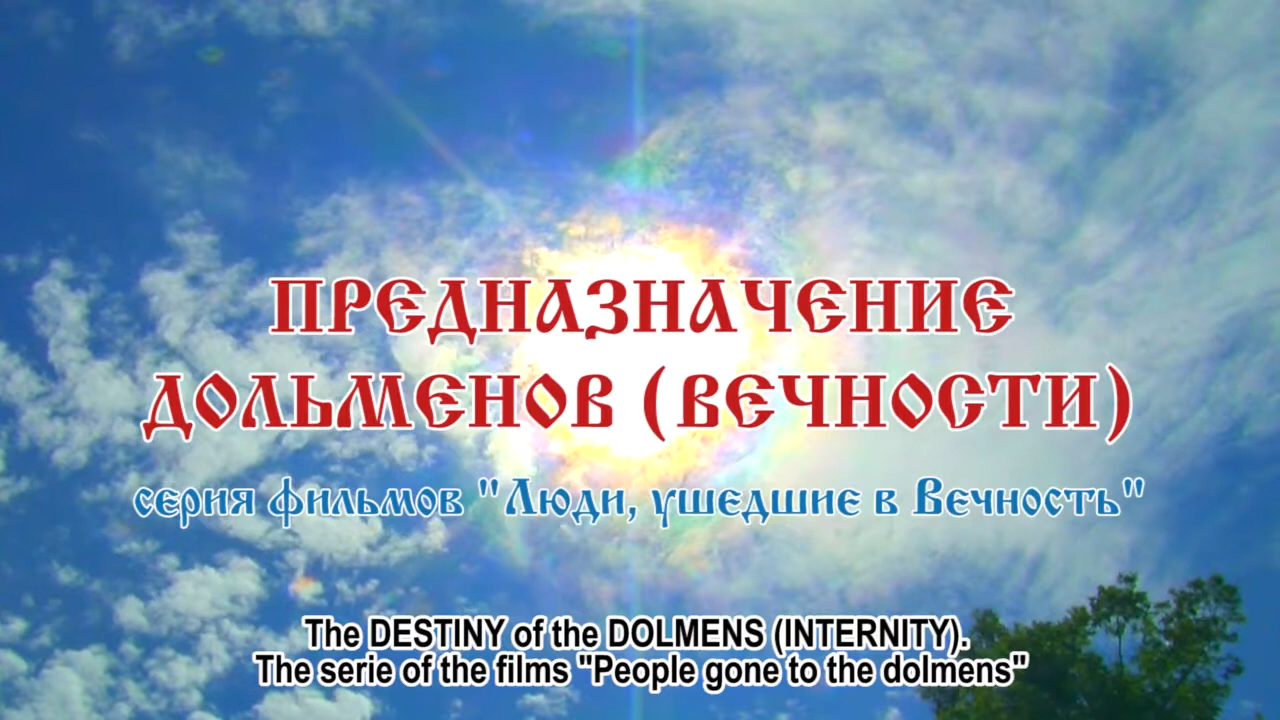 ПРЕДНАЗНАЧЕНИЕ
ДОЛЬМЕНОВ (ВЕЧНОСТИ)
серия фильмов "Люди, ушедшие в Вечность"
The DESTINY of the DOLMENS (INTERNITY).
The serie of the films "People gone to the dolmens"